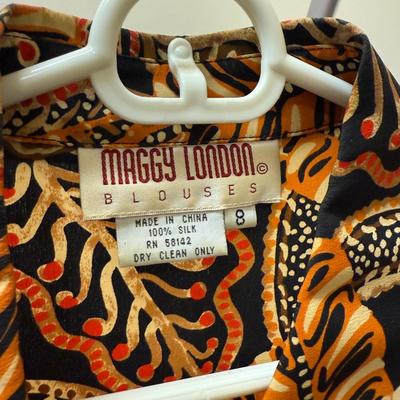 MAGGY LONDON©
BLOUSES
MADE IN CHINA
100% SILK
RN 58142
DRY CLEAN ONLY
8